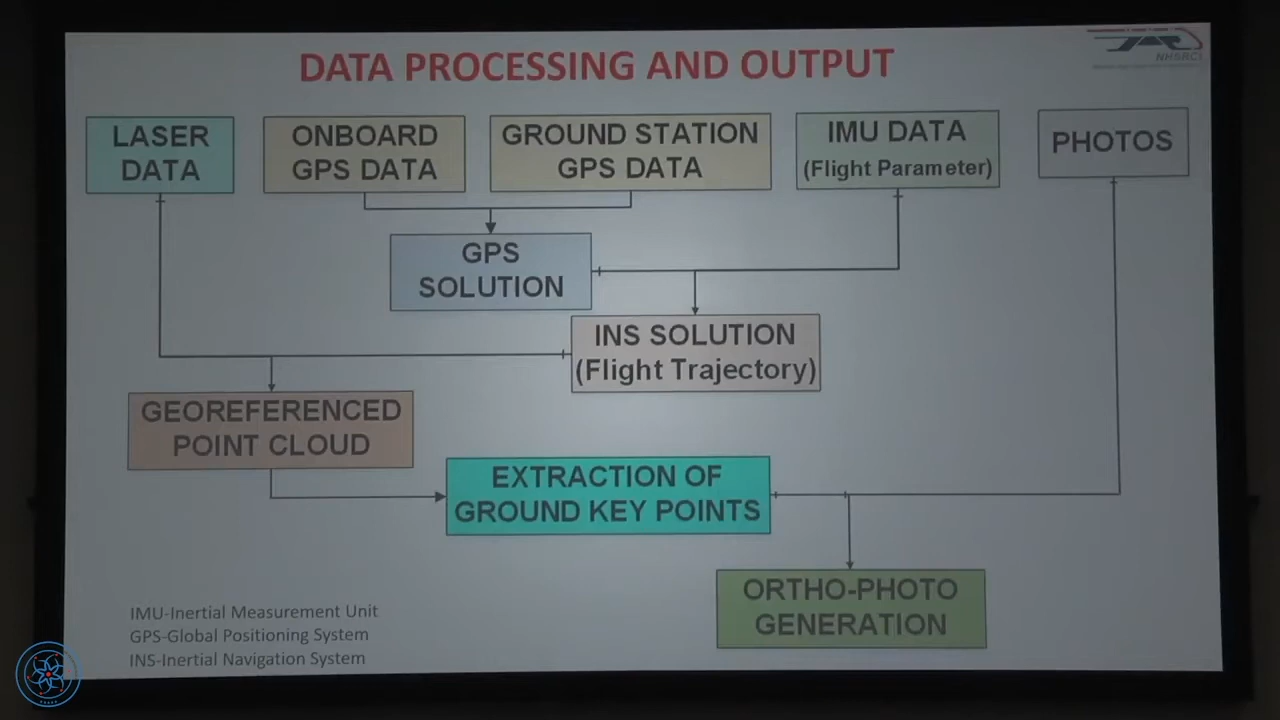 DATA PROCESSING AND OUTPUT
NHSRCL
LASER
DATA
ONBOARD
GPS DATA
GROUND STATION
GPS DATA
IMU DATA
(Flight Parameter)
PHOTOS
GPS
SOLUTION
INS SOLUTION
(Flight Trajectory)
GEOREFERENCED
POINT CLOUD
EXTRACTION OF
GROUND KEY POINTS
ORTHO-PHOTO
GENERATION
IMU-Inertial Measurement Unit
GPS-Global Positioning System
INS-Inertial Navigation System